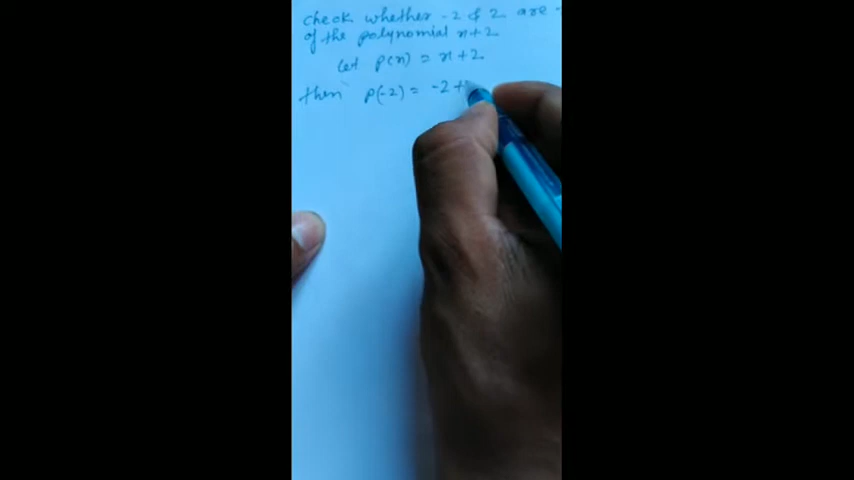 check whether -2 & 2 are
of the polynomial x+2
let p(x) = x+2
then p(-2) = -2+